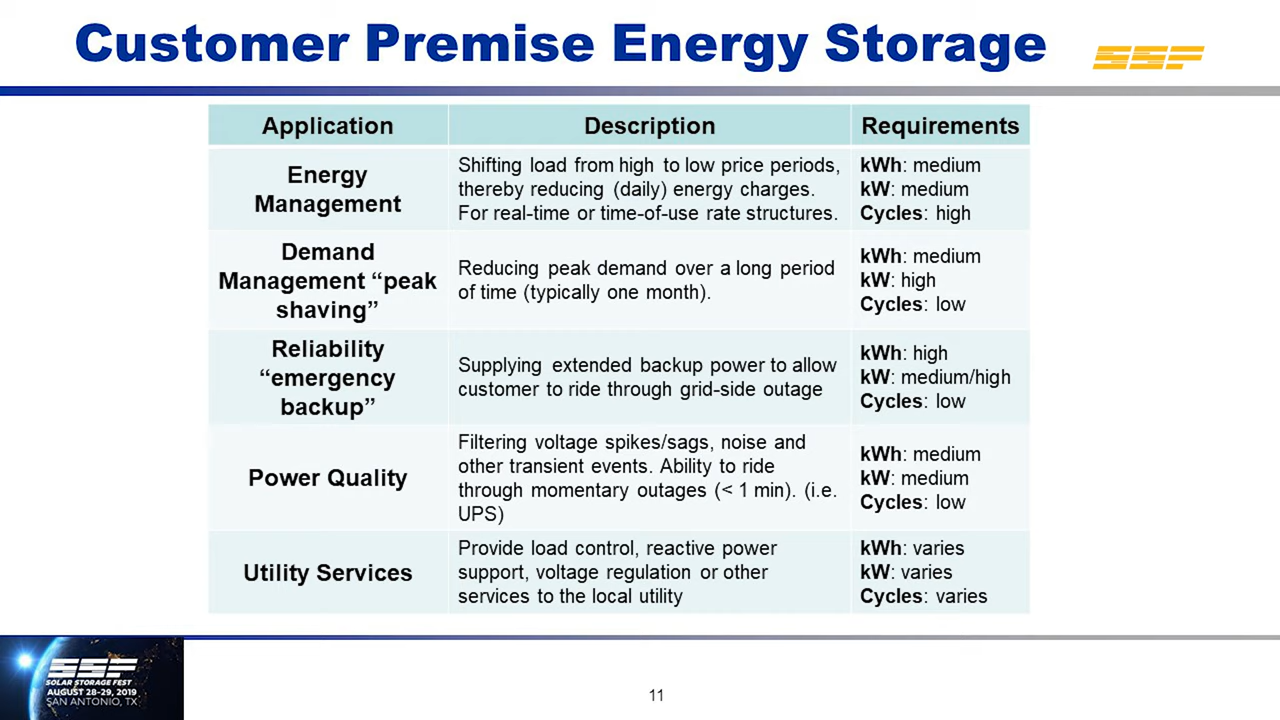 Customer Premise Energy Storage
SSF
Application
Description
Requirements
Energy
Management
Shifting load from high to low price periods,
thereby reducing (daily) energy charges.
For real-time or time-of-use rate structures.
kWh: medium
kW: medium
Cycles: high
Demand
Management “peak
shaving”
Reducing peak demand over a long period
of time (typically one month).
kWh: medium
kW: high
Cycles: low
Reliability
“emergency
backup”
Supplying extended backup power to allow
customer to ride through grid-side outage
kWh: high
kW: medium/high
Cycles: low
Power Quality
Filtering voltage spikes/sags, noise and
other transient events. Ability to ride
through momentary outages (< 1 min). (i.e.
UPS)
kWh: medium
kW: medium
Cycles: low
Utility Services
Provide load control, reactive power
support, voltage regulation or other
services to the local utility
kWh: varies
kW: varies
Cycles: varies
SSF
SOLAR STORAGE FEST
AUGUST 28-29, 2019
SAN ANTONIO, TX
11